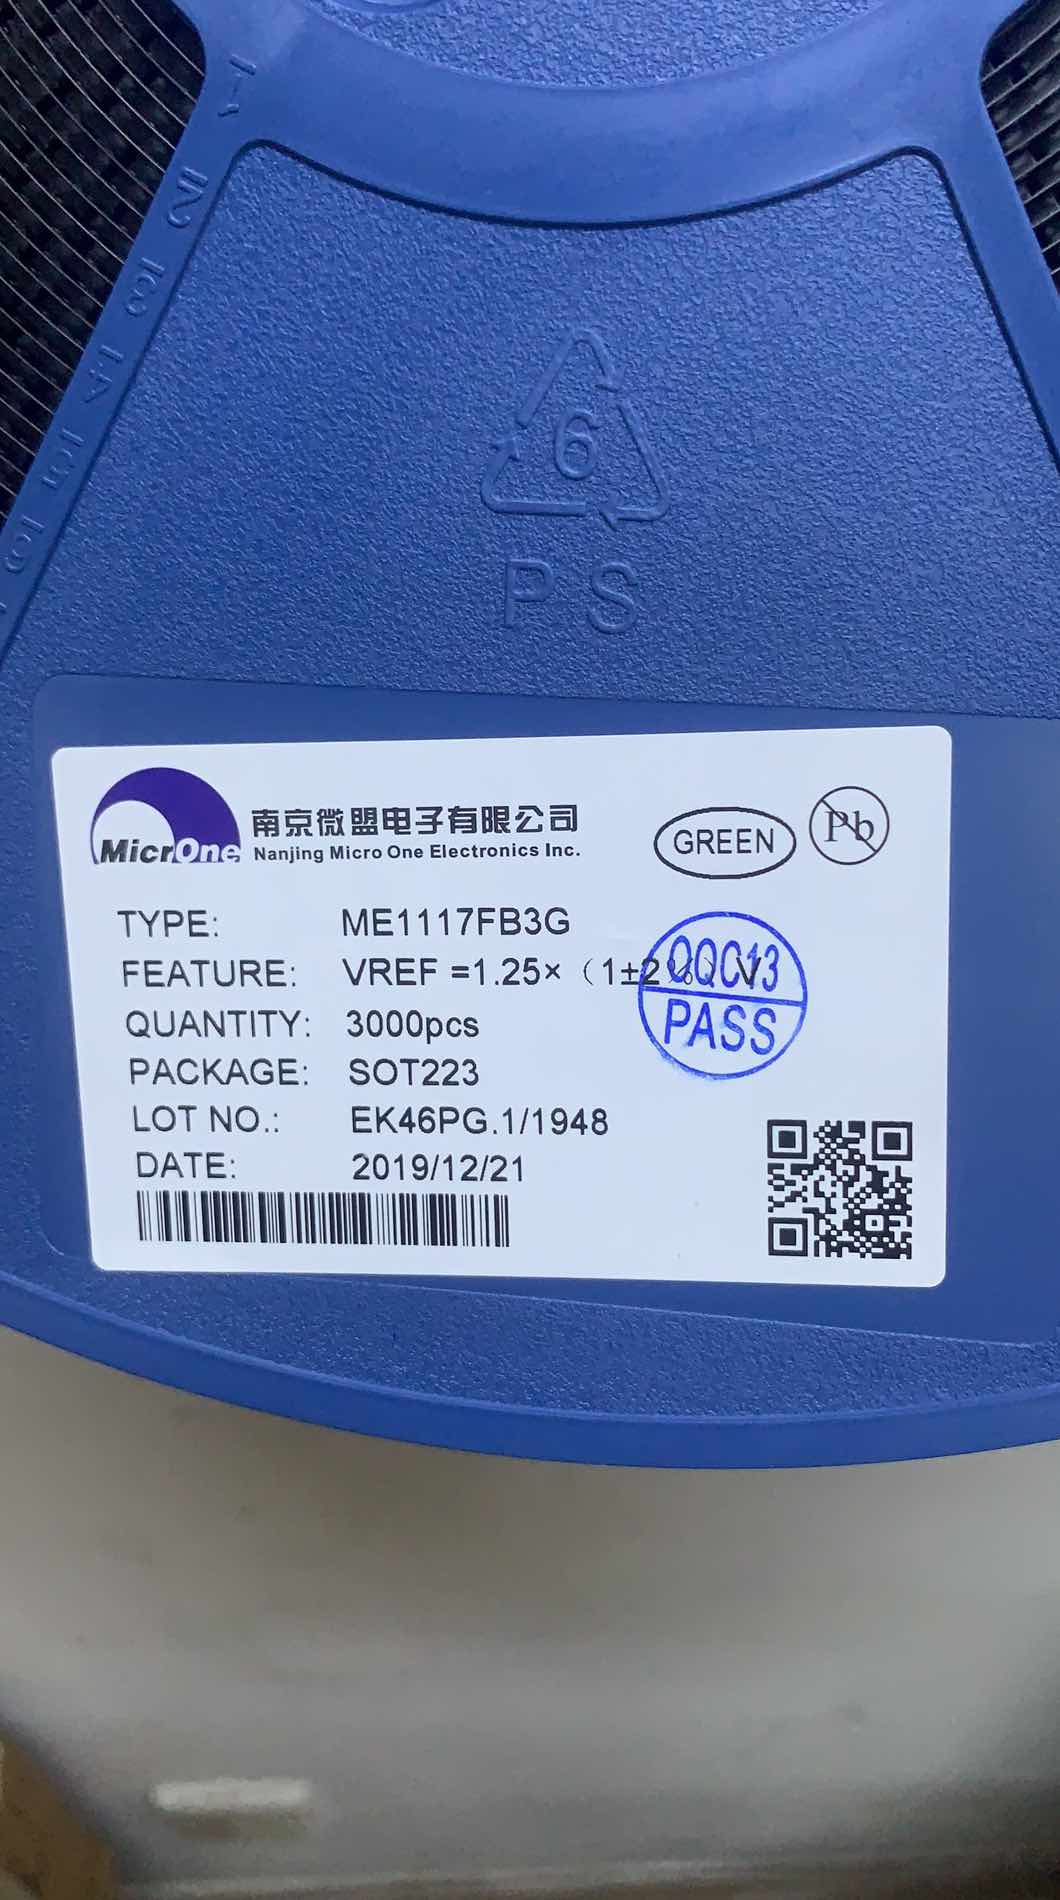 6
PS
MicrOne
南京微盟电子有限公司
Nanjing Micro One Electronics Inc.
GREEN
Pb
TYPE: ME1117FB3G
FEATURE: VREF =1.25×（1±2%）V
QQC13
PASS
QUANTITY: 3000pcs
PACKAGE: SOT223
LOT NO.: EK46PG.1/1948
DATE: 2019/12/21